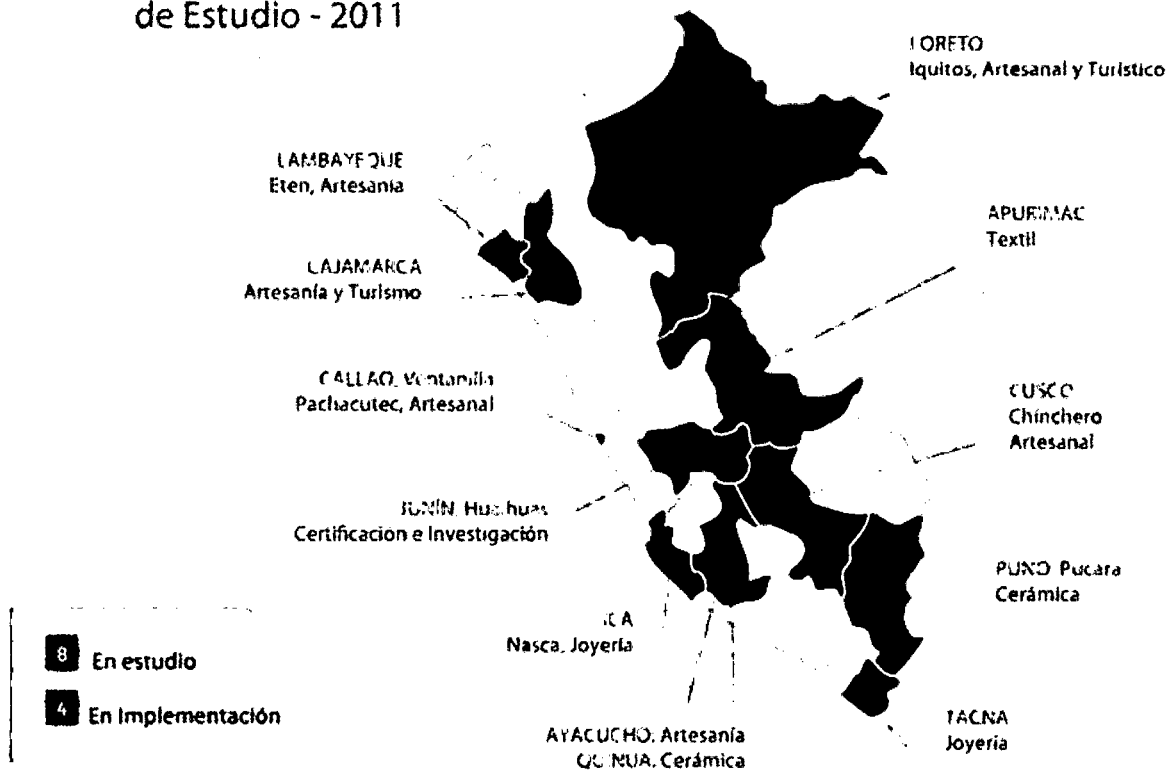 de Estudio - 2011
LORETO
Iquitos, Artesanal y Turístico
LAMBAYEQUE
Eten, Artesanía
APURIMAC
Textil
CAJAMARCA
Artesanía y Turismo
CALLAO, Ventanilla
Pachacutec, Artesanal
CUSCO
Chinchero
Artesanal
JUNÍN, Hualhuas
Certificación e Investigación
PUNO Pucara
Cerámica
ICA
Nasca, Joyería
8 En estudio
4 En Implementación
AYACUCHO, Artesanía
QUINUA, Cerámica
TACNA
Joyería